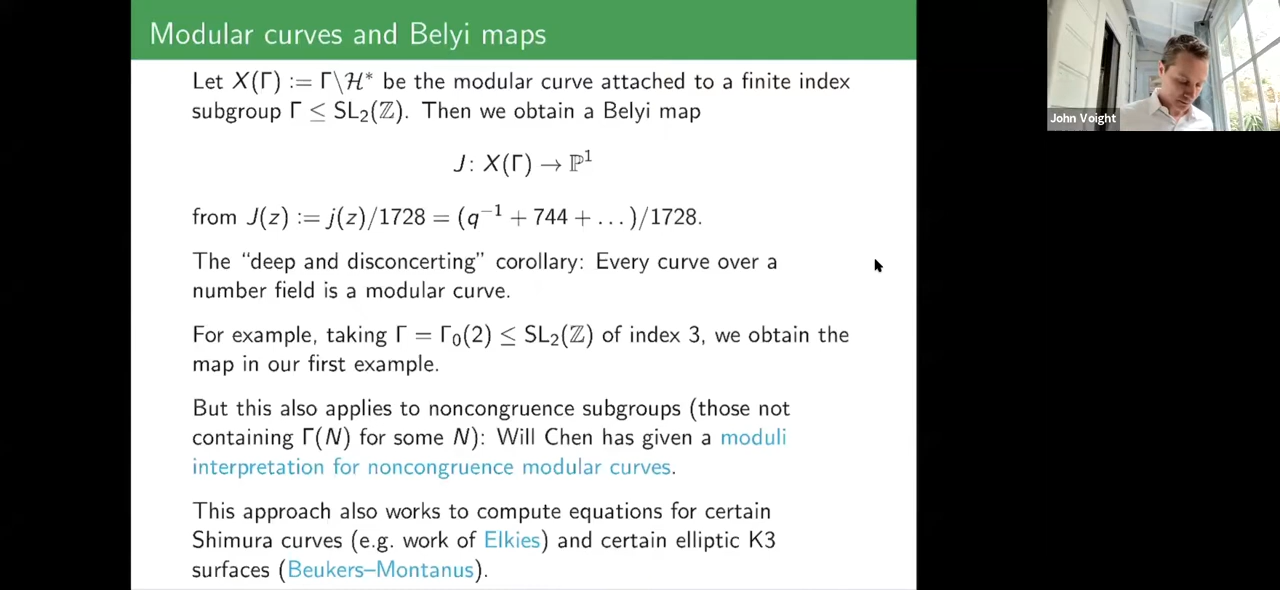 Modular curves and Belyi maps
Let X(Γ) := Γ\ℋ* be the modular curve attached to a finite index
subgroup Γ ≤ SL₂(ℤ). Then we obtain a Belyi map
J: X(Γ) → ℙ¹
from J(z) := j(z)/1728 = (q⁻¹ + 744 + . . . )/1728.
The “deep and disconcerting” corollary: Every curve over a
number field is a modular curve.
For example, taking Γ = Γ₀(2) ≤ SL₂(ℤ) of index 3, we obtain the
map in our first example.
But this also applies to noncongruence subgroups (those not
containing Γ(N) for some N): Will Chen has given a moduli
interpretation for noncongruence modular curves.
This approach also works to compute equations for certain
Shimura curves (e.g. work of Elkies) and certain elliptic K3
surfaces (Beukers–Montanus).
John Voight